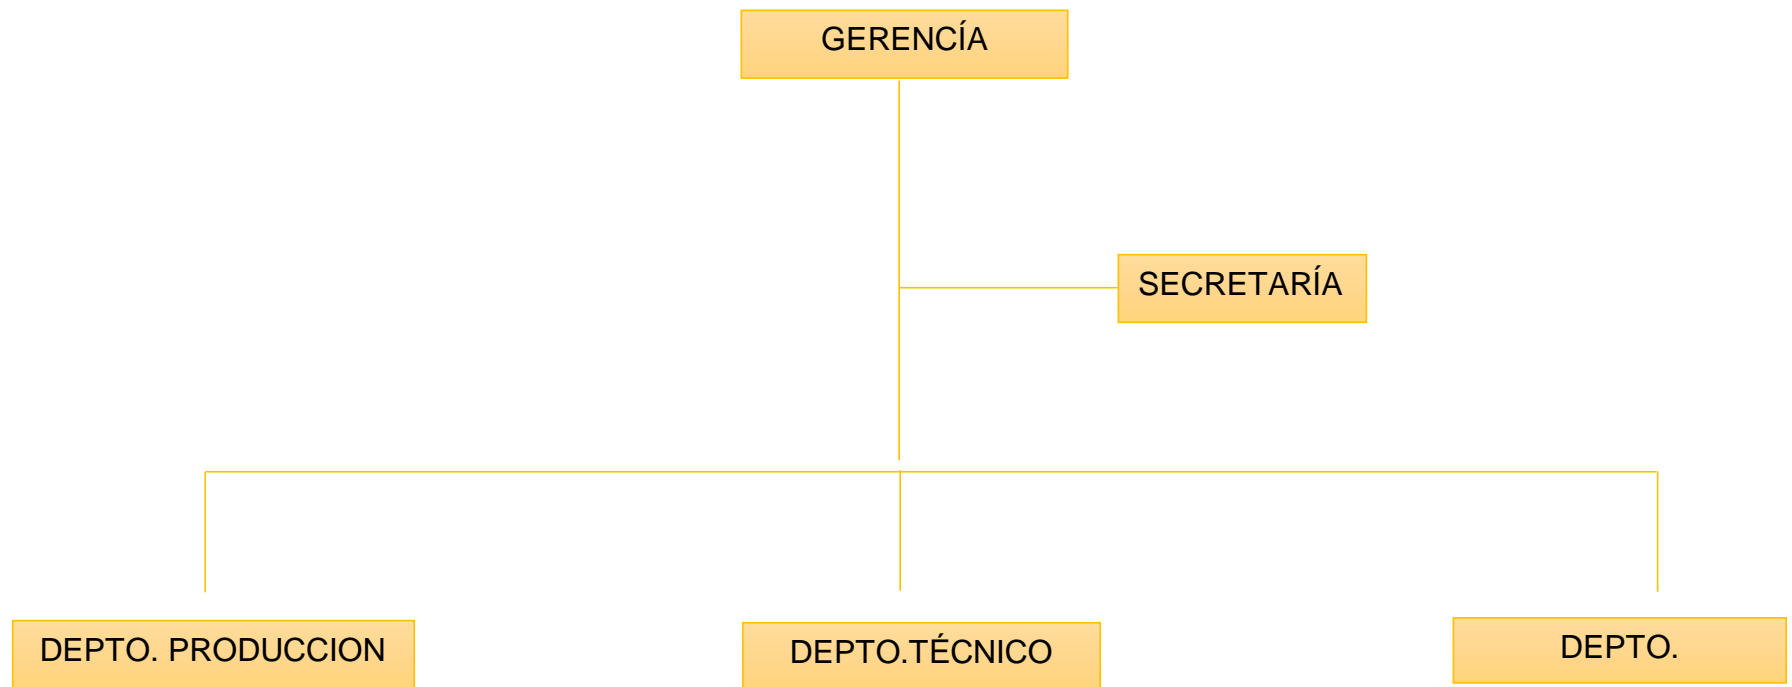 GERENCÍA
SECRETARÍA
DEPTO. PRODUCCION
DEPTO.TÉCNICO
DEPTO.